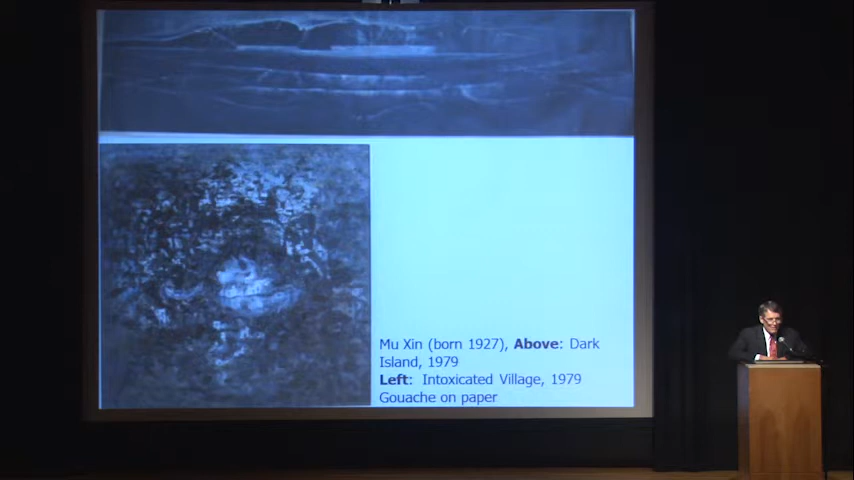 Mu Xin (born 1927), Above: Dark
Island, 1979
Left: Intoxicated Village, 1979
Gouache on paper